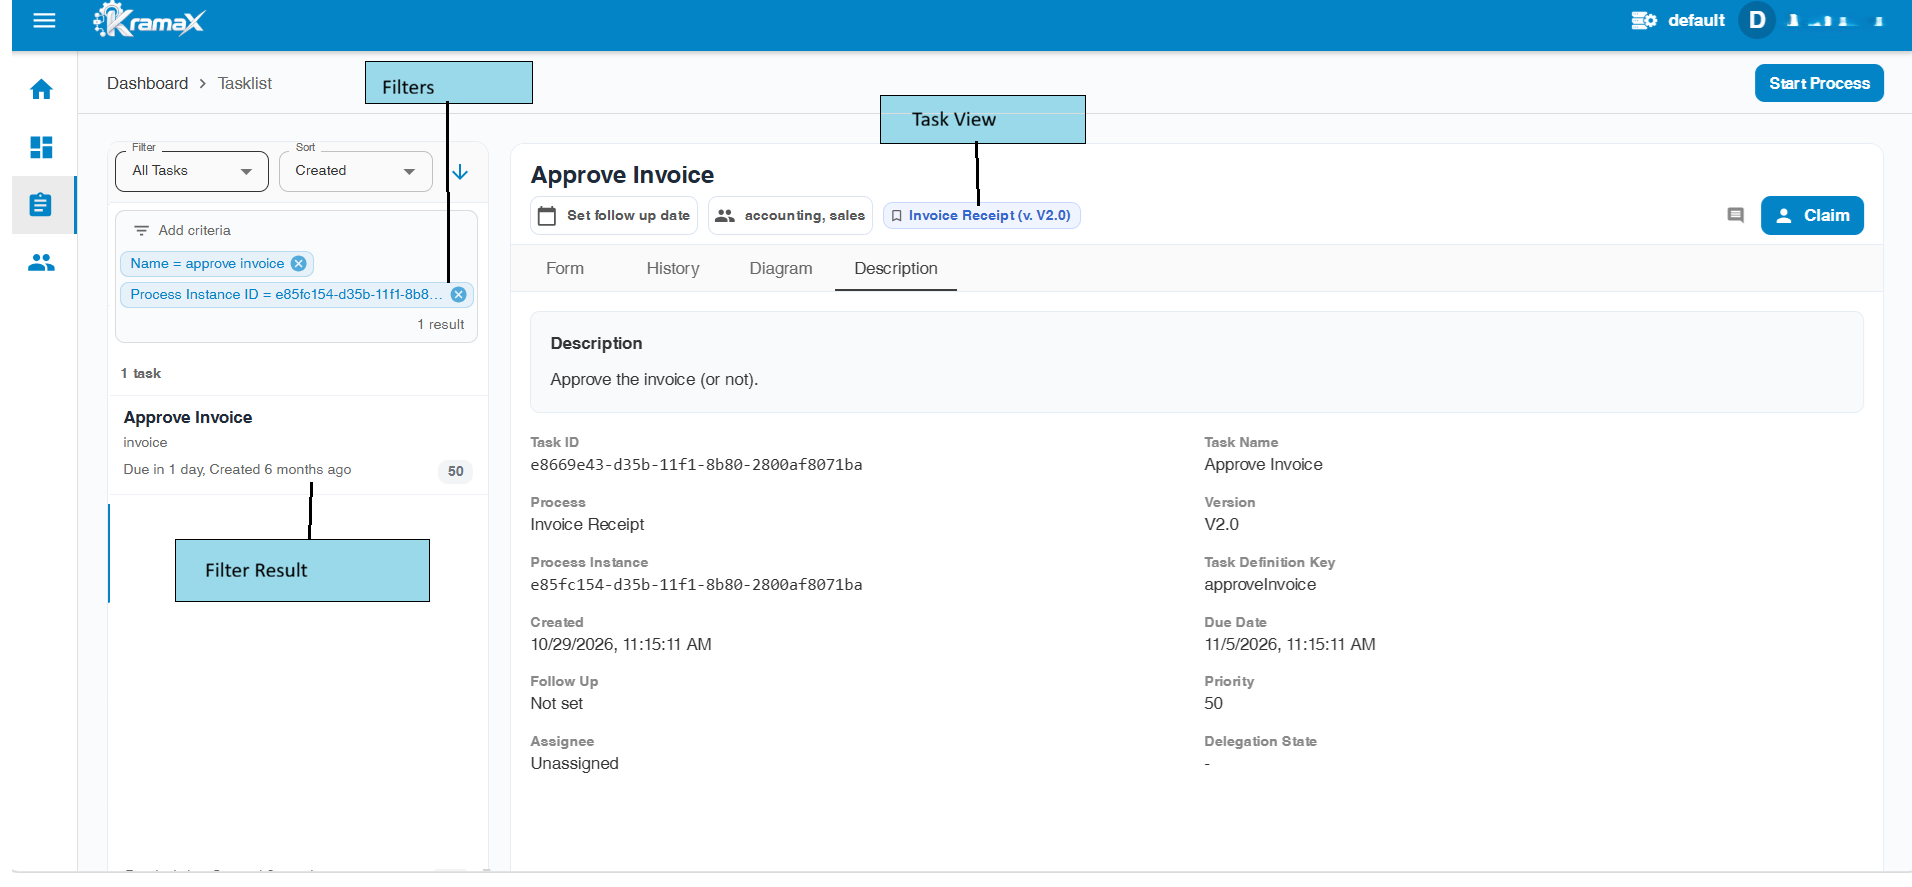 KramaX
default
D
Dashboard > Tasklist
Filters
Start Process
Task View
Filter
All Tasks
Sort
Created
Add criteria
Name = approve invoice
Process Instance ID = e85fc154-d35b-11f1-8b8...
1 result
1 task
Approve Invoice
invoice
Due in 1 day, Created 6 months ago
50
Filter Result
Approve Invoice
Set follow up date
accounting, sales
Invoice Receipt (v. V2.0)
Claim
Form
History
Diagram
Description
Description
Approve the invoice (or not).
Task ID
e8669e43-d35b-11f1-8b80-2800af8071ba
Task Name
Approve Invoice
Process
Invoice Receipt
Version
V2.0
Process Instance
e85fc154-d35b-11f1-8b80-2800af8071ba
Task Definition Key
approveInvoice
Created
10/29/2026, 11:15:11 AM
Due Date
11/5/2026, 11:15:11 AM
Follow Up
Not set
Priority
50
Assignee
Unassigned
Delegation State
-